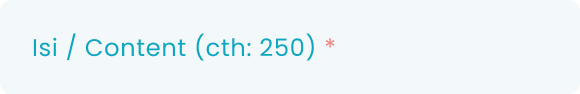 Isi / Content (cth: 250) *